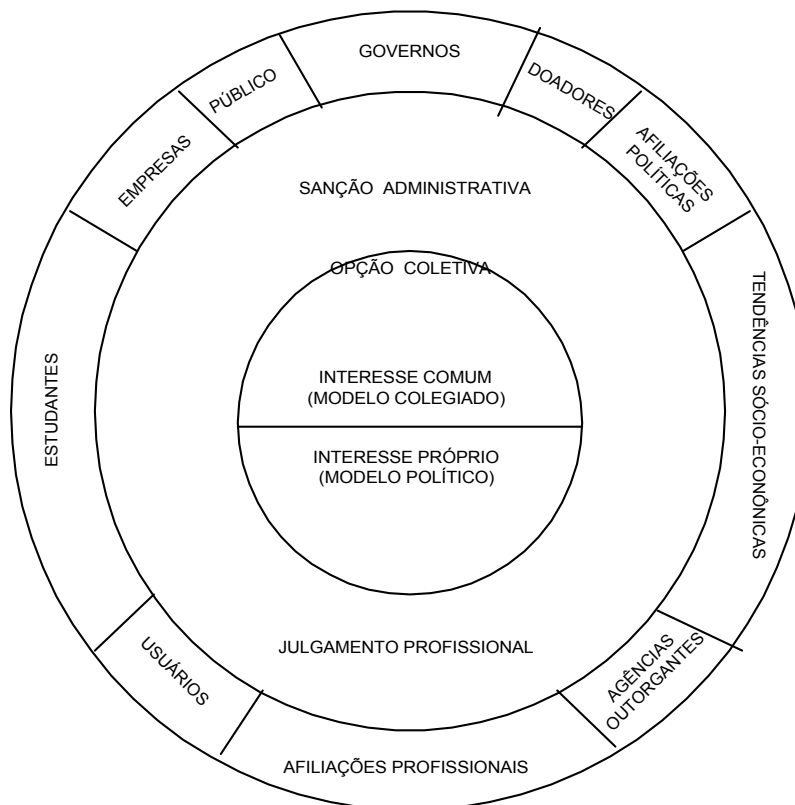 GOVERNOS
PÚBLICO
DOADORES
EMPRESAS
AFILIAÇÕES
POLÍTICAS
SANÇÃO ADMINISTRATIVA
OPÇÃO COLETIVA
INTERESSE COMUM
(MODELO COLEGIADO)
INTERESSE PRÓPRIO
(MODELO POLÍTICO)
ESTUDANTES
TENDÊNCIAS SÓCIO-ECONÔNICAS
JULGAMENTO PROFISSIONAL
USUÁRIOS
AGÊNCIAS
OUTORGANTES
AFILIAÇÕES PROFISSIONAIS